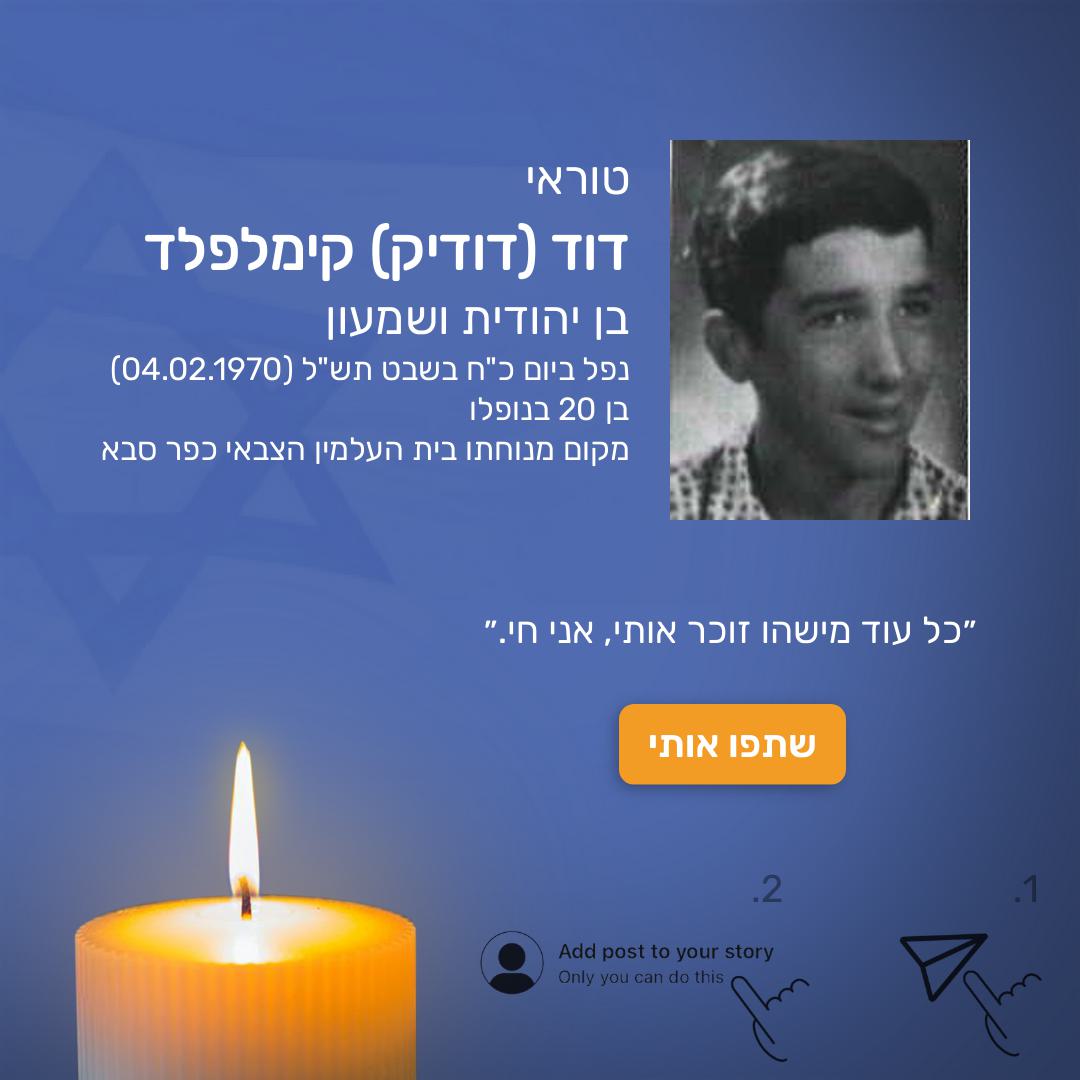 טוראי
דוד (דודיק) קימלפלד
בן יהודית ושמעון
נפל ביום כ"ח בשבט תש"ל (04.02.1970)
בן 20 בנופלו
מקום מנוחתו בית העלמין הצבאי כפר סבא
״כל עוד מישהו זוכר אותי, אני חי.״
שתפו אותי
1.
2.
Add post to your story
Only you can do this